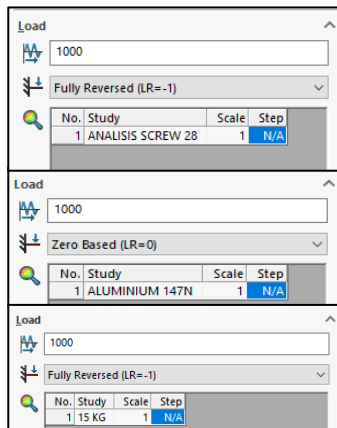 Load
1000
Fully Reversed (LR=-1)
No. Study Scale Step
1 ANALISIS SCREW 28 1 N/A
Load
1000
Zero Based (LR=0)
No. Study Scale Step
1 ALUMINIUM 147N 1 N/A
Load
1000
Fully Reversed (LR=-1)
No. Study Scale Step
1 15 KG 1 N/A